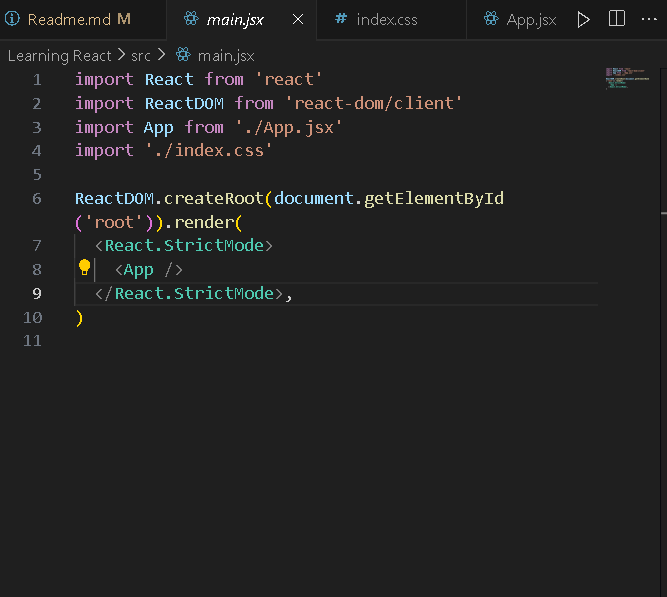 Readme.md M main.jsx # index.css App.jsx ...
Learning React > src > main.jsx
1 import React from 'react'
2 import ReactDOM from 'react-dom/client'
3 import App from './App.jsx'
4 import './index.css'
5
6 ReactDOM.createRoot(document.getElementById
('root')).render(
7 <React.StrictMode>
8 <App />
9 </React.StrictMode>,
10 )
11